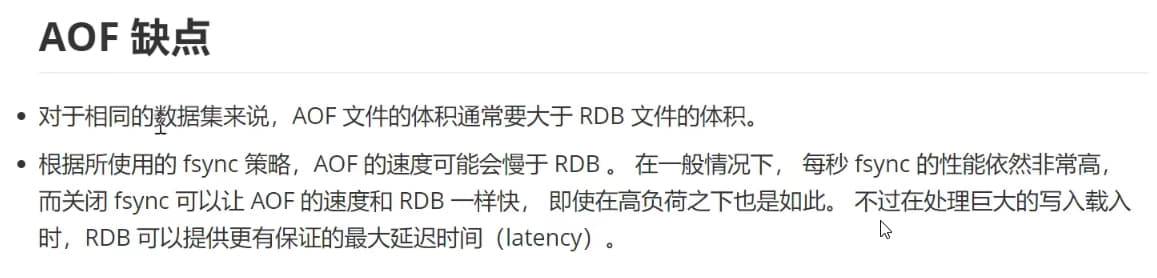 AOF 缺点
对于相同的数据集来说，AOF 文件的体积通常要大于 RDB 文件的体积。
根据所使用的 fsync 策略，AOF 的速度可能会慢于 RDB 。 在一般情况下， 每秒 fsync 的性能依然非常高，
而关闭 fsync 可以让 AOF 的速度和 RDB 一样快， 即使在高负荷之下也是如此。 不过在处理巨大的写入载入
时，RDB 可以提供更有保证的最大延迟时间（latency）。